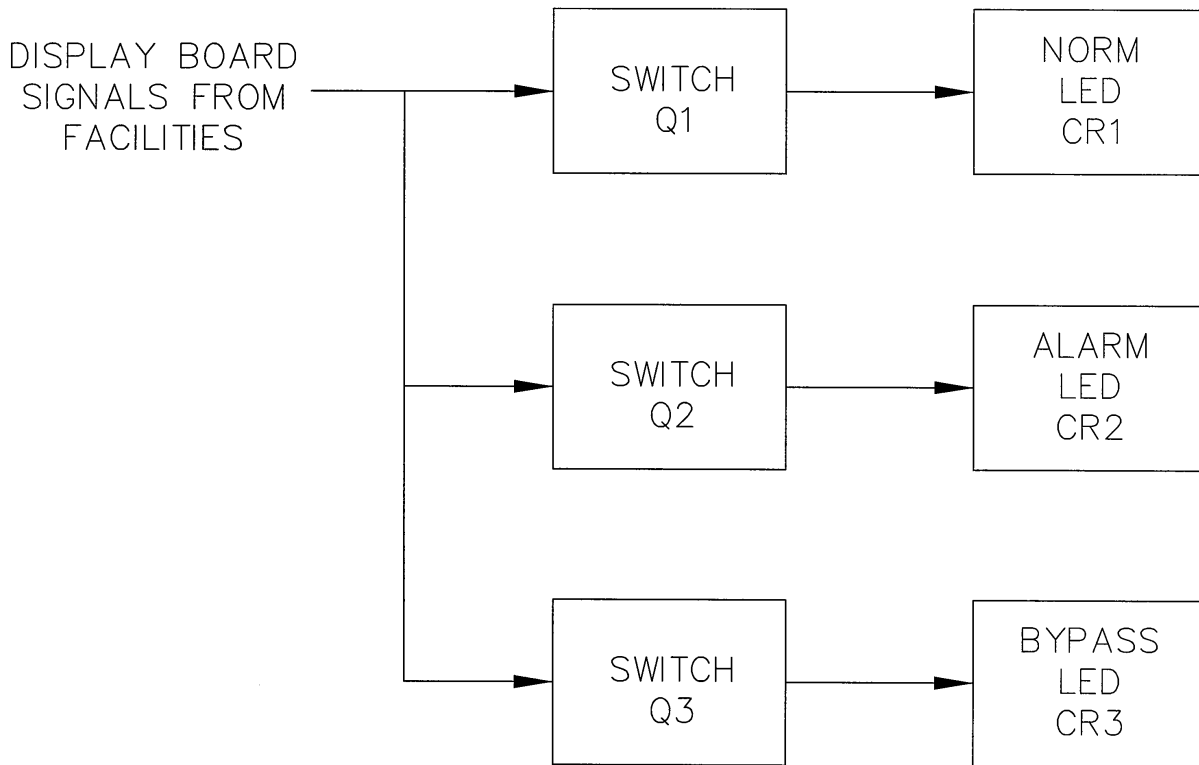 DISPLAY BOARD
SIGNALS FROM
FACILITIES
SWITCH
Q1
NORM
LED
CR1
SWITCH
Q2
ALARM
LED
CR2
SWITCH
Q3
BYPASS
LED
CR3